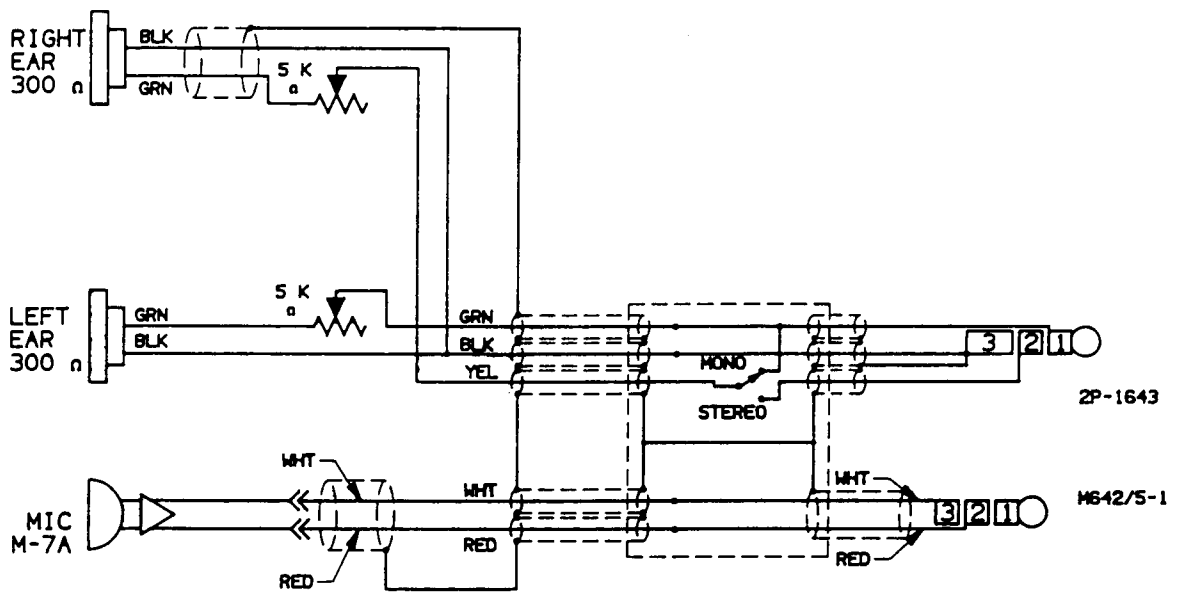 RIGHT
EAR
300 Ω
BLK
GRN
5 K
Ω
LEFT
EAR
300 Ω
GRN
BLK
5 K
Ω
GRN
BLK
YEL
MONO
STEREO
3 2 1
2P-1643
MIC
M-7A
WHT
RED
WHT
RED
WHT
RED
3 2 1
M642/5-1